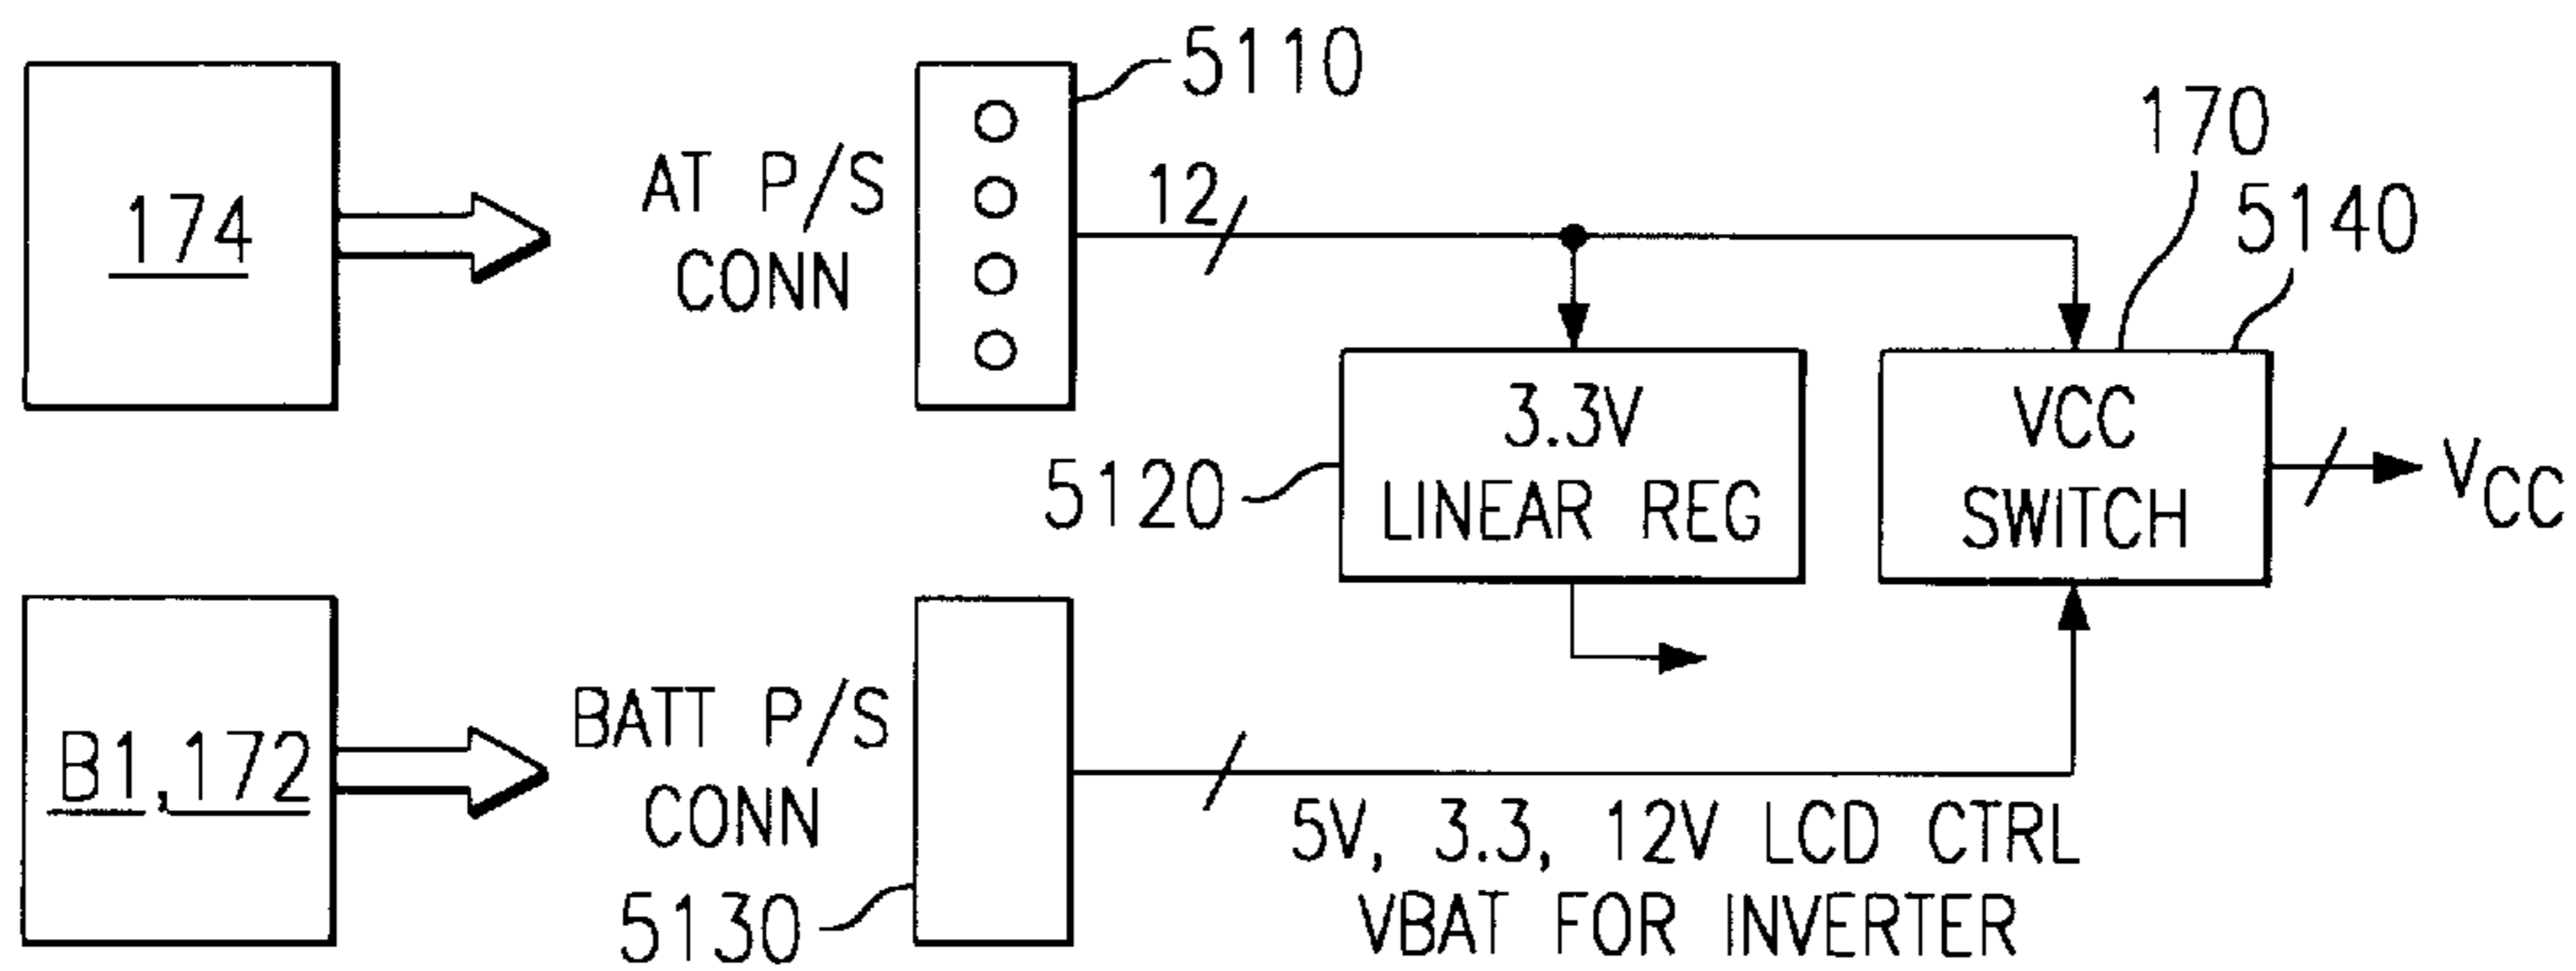 5110
170
5140
174
AT P/S
CONN
12
3.3V
LINEAR REG
VCC
SWITCH
VCC
5120
B1,172
BATT P/S
CONN
5130
5V, 3.3, 12V LCD CTRL
VBAT FOR INVERTER